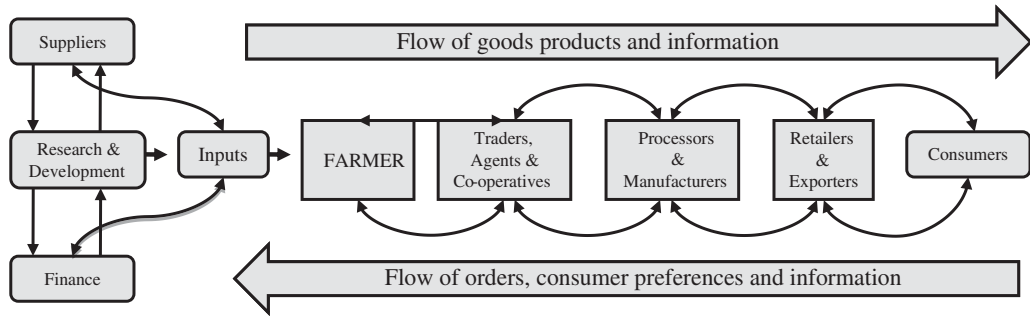 Suppliers
Flow of goods products and information
Research &
Development
Inputs
FARMER
Traders,
Agents &
Co-operatives
Processors
&
Manufacturers
Retailers
&
Exporters
Consumers
Finance
Flow of orders, consumer preferences and information